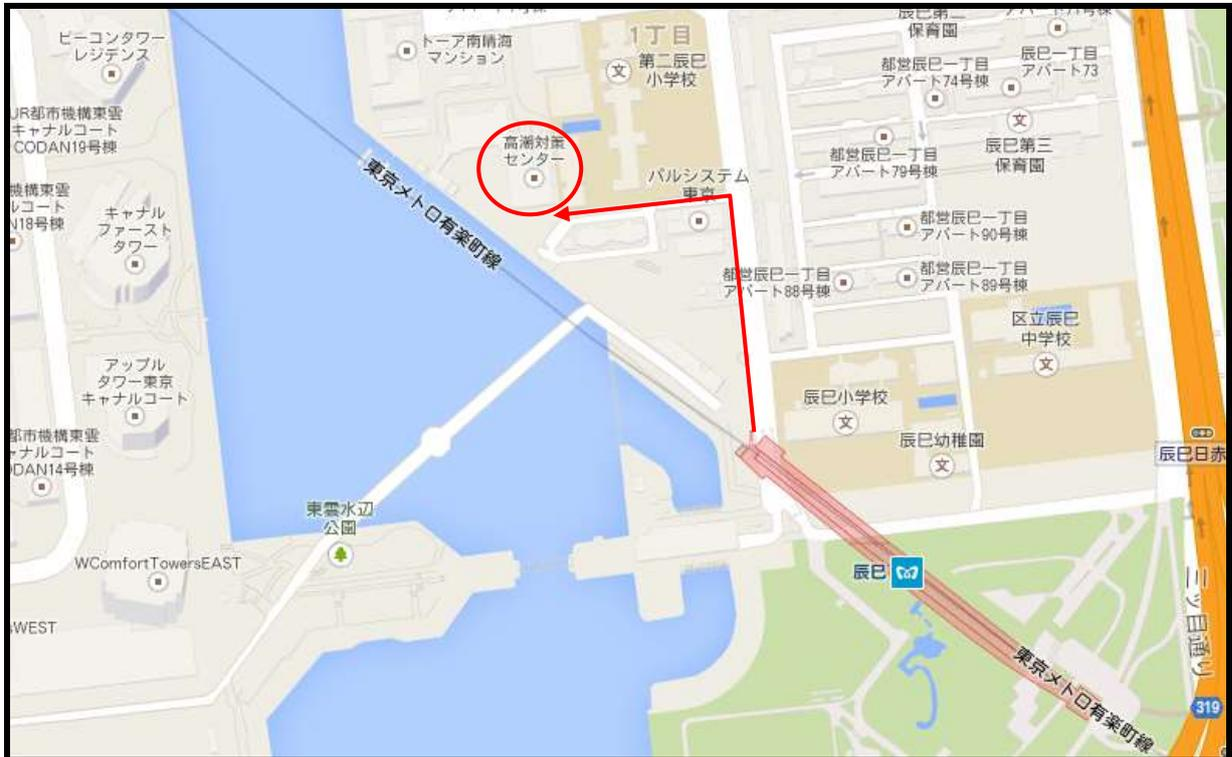 ビーコンタワー
レジデンス
トーア南晴海
マンション
1丁目
第二辰巳
小学校
辰巳第二
保育園
都営辰巳一丁目
アパート74号棟
辰巳一丁目
アパート73
UR都市機構東雲
キャナルコート
CODAN19号棟
高潮対策
センター
都営辰巳一丁目
アパート79号棟
辰巳第三
保育園
パルシステム
東京
東京メトロ有楽町線
キャナル
ファースト
タワー
都営辰巳一丁目
アパート90号棟
都営辰巳一丁目
アパート88号棟
都営辰巳一丁目
アパート89号棟
区立辰巳
中学校
アップル
タワー東京
キャナルコート
辰巳小学校
辰巳幼稚園
辰巳日赤
東雲水辺
公園
WComfortTowersEAST
辰巳
三ツ目通り
東京メトロ有楽町線
319